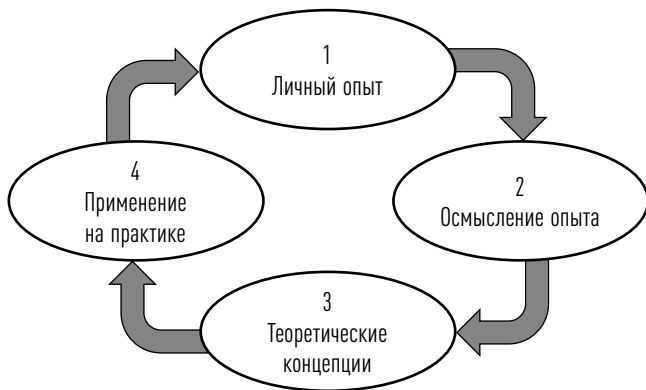 1
Личный опыт
2
Осмысление опыта
3
Теоретические
концепции
4
Применение
на практике